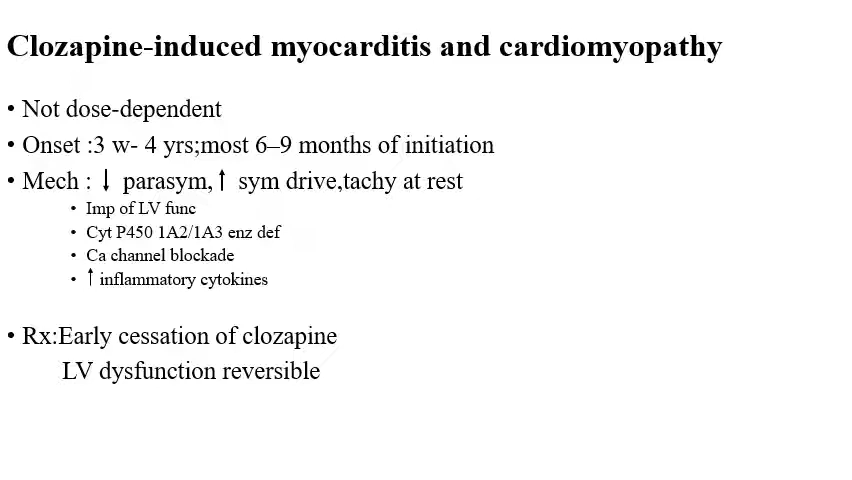 Clozapine-induced myocarditis and cardiomyopathy
• Not dose-dependent
• Onset :3 w- 4 yrs;most 6–9 months of initiation
• Mech : ↓ parasym,↑ sym drive,tachy at rest
• Imp of LV func
• Cyt P450 1A2/1A3 enz def
• Ca channel blockade
• ↑ inflammatory cytokines
• Rx:Early cessation of clozapine
LV dysfunction reversible